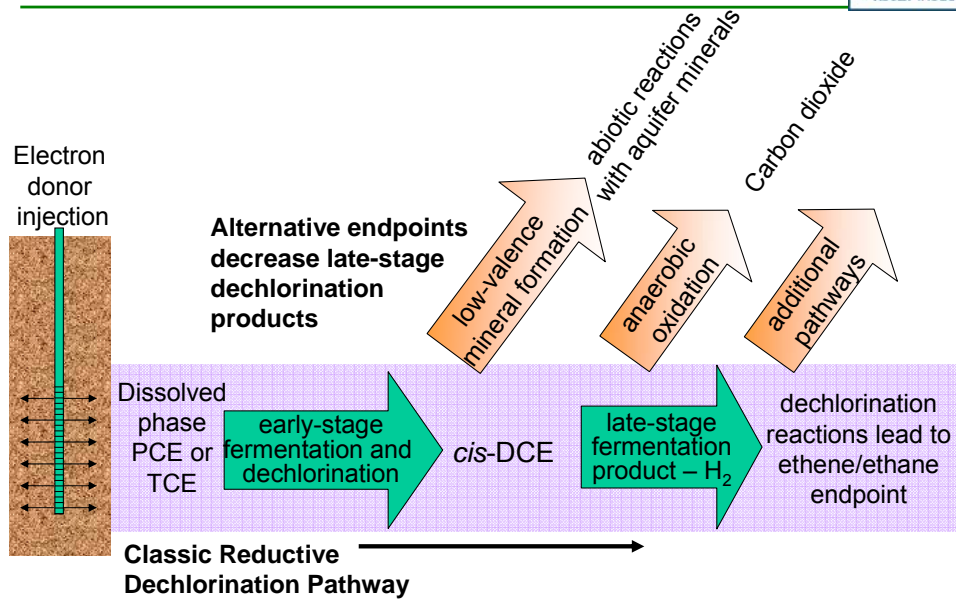 Electron
donor
injection
Alternative endpoints
decrease late-stage
dechlorination
products
low-valence
mineral formation
abiotic reactions
with aquifer minerals
anaerobic
oxidation
Carbon dioxide
additional
pathways
Dissolved
phase
PCE or
TCE
early-stage
fermentation and
dechlorination
cis-DCE
late-stage
fermentation
product – H₂
dechlorination
reactions lead to
ethene/ethane
endpoint
Classic Reductive
Dechlorination Pathway